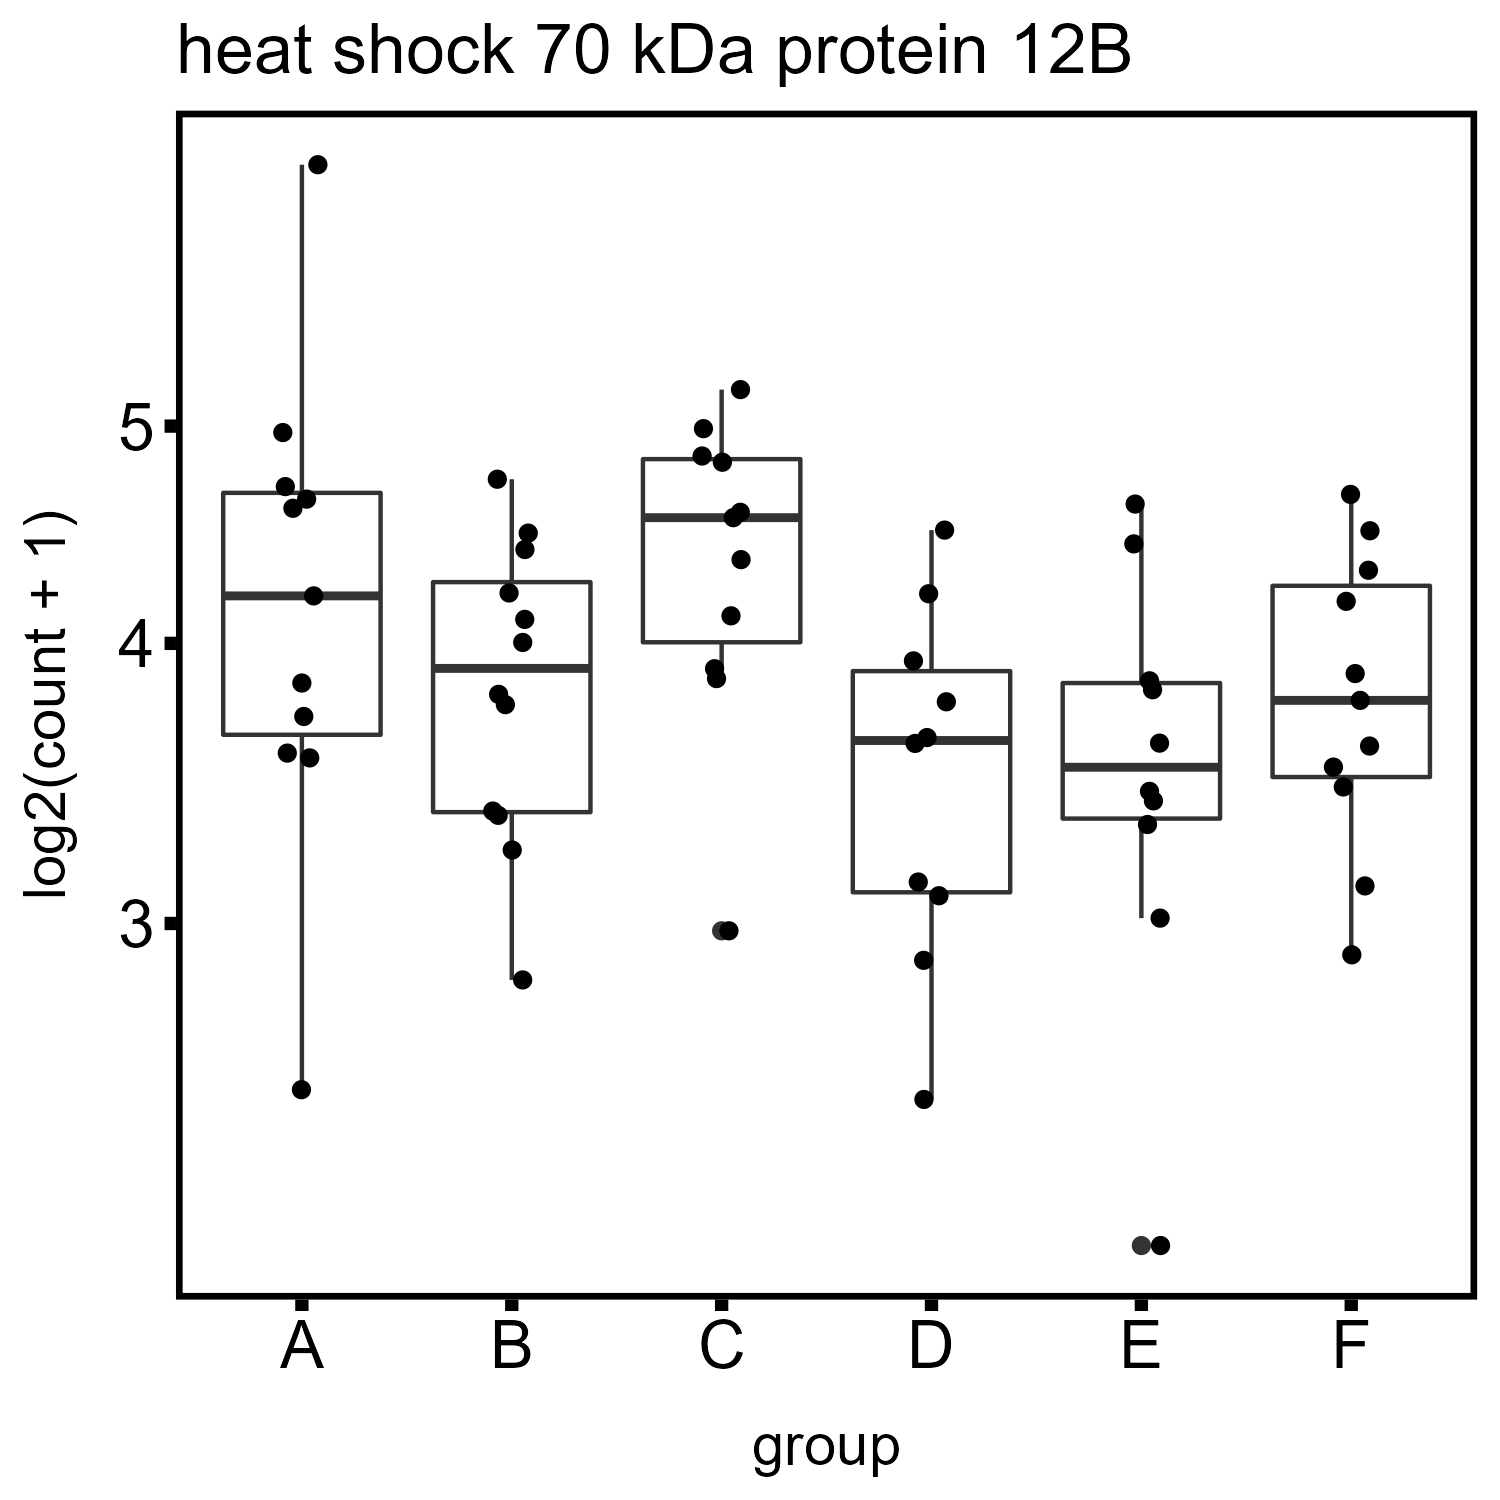 heat shock 70 kDa protein 12B
log2(count + 1)
5
4
3
A B C D E F
group